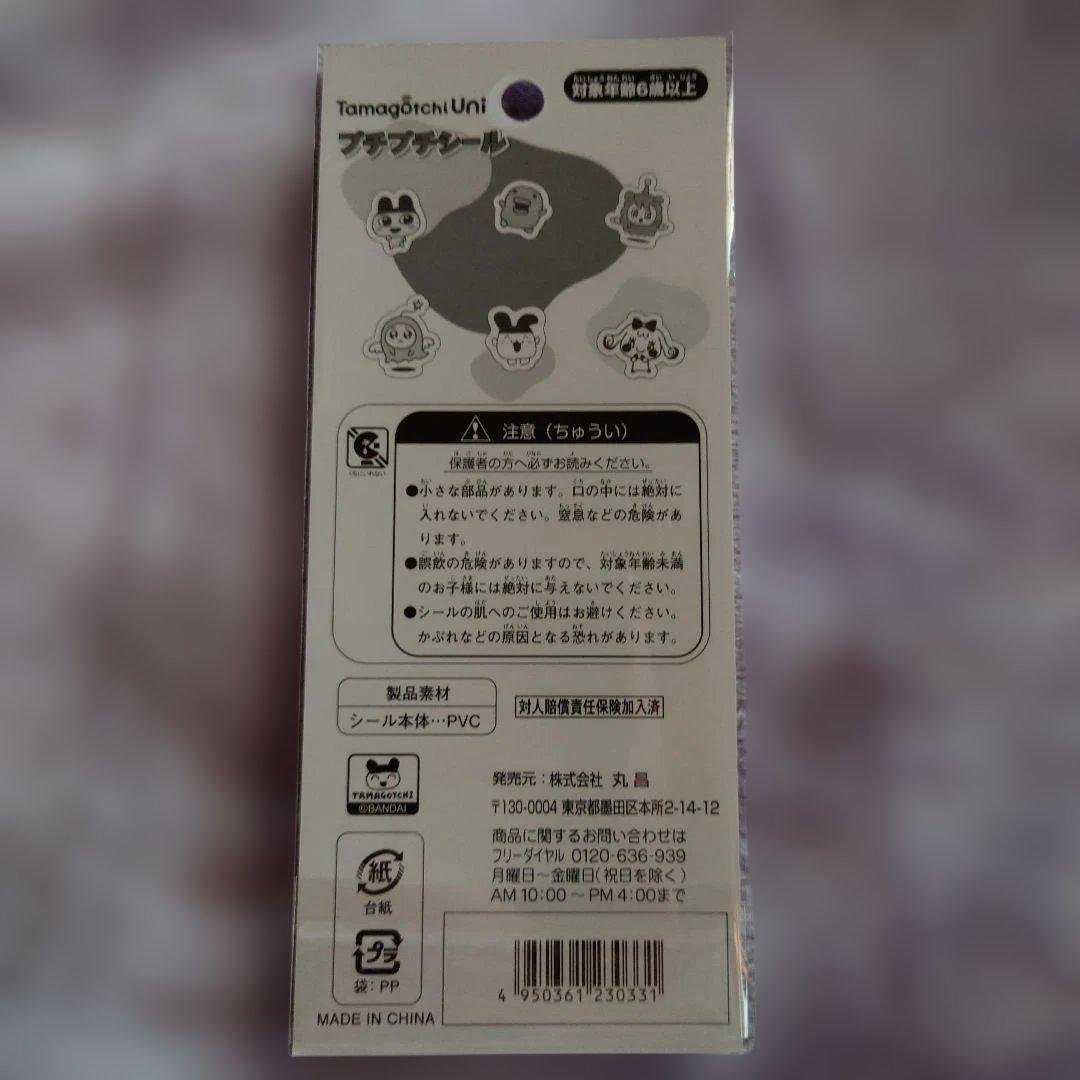 対象年齢6歳以上
Tamagotchi Uni
プチプチシール
くちにいれない
注意(ちゅうい)
保護者の方へ必ずお読みください。
●小さな部品があります。口の中には絶対に
入れないでください。窒息などの危険があ
ります。
●誤飲の危険がありますので、対象年齢未満
のお子様には絶対に与えないでください。
●シールの肌へのご使用はお避けください。
かぶれなどの原因となる恐れがあります。
製品素材
シール本体…PVC
対人賠償責任保険加入済
TAMAGOTCHI
©BANDAI
発売元:株式会社 丸昌
〒130-0004 東京都墨田区本所2-14-12
商品に関するお問い合わせは
フリーダイヤル 0120-636-939
月曜日~金曜日(祝日を除く)
AM 10:00 ~ PM 4:00まで
紙
台紙
プラ
袋:PP
4 950361 230331
MADE IN CHINA